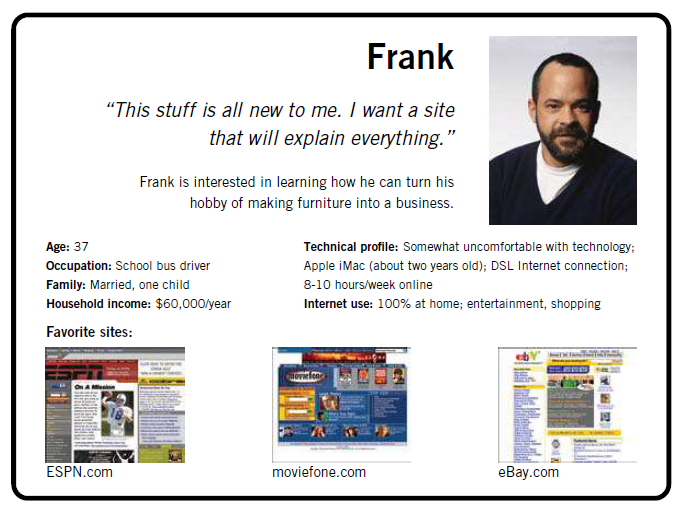 Frank
“This stuff is all new to me. I want a site
that will explain everything.”
Frank is interested in learning how he can turn his
hobby of making furniture into a business.
Age: 37
Occupation: School bus driver
Family: Married, one child
Household income: $60,000/year
Technical profile: Somewhat uncomfortable with technology;
Apple iMac (about two years old); DSL Internet connection;
8-10 hours/week online
Internet use: 100% at home; entertainment, shopping
Favorite sites:
ESPN
On A Mission
moviefone
ebY
ESPN.com
moviefone.com
eBay.com